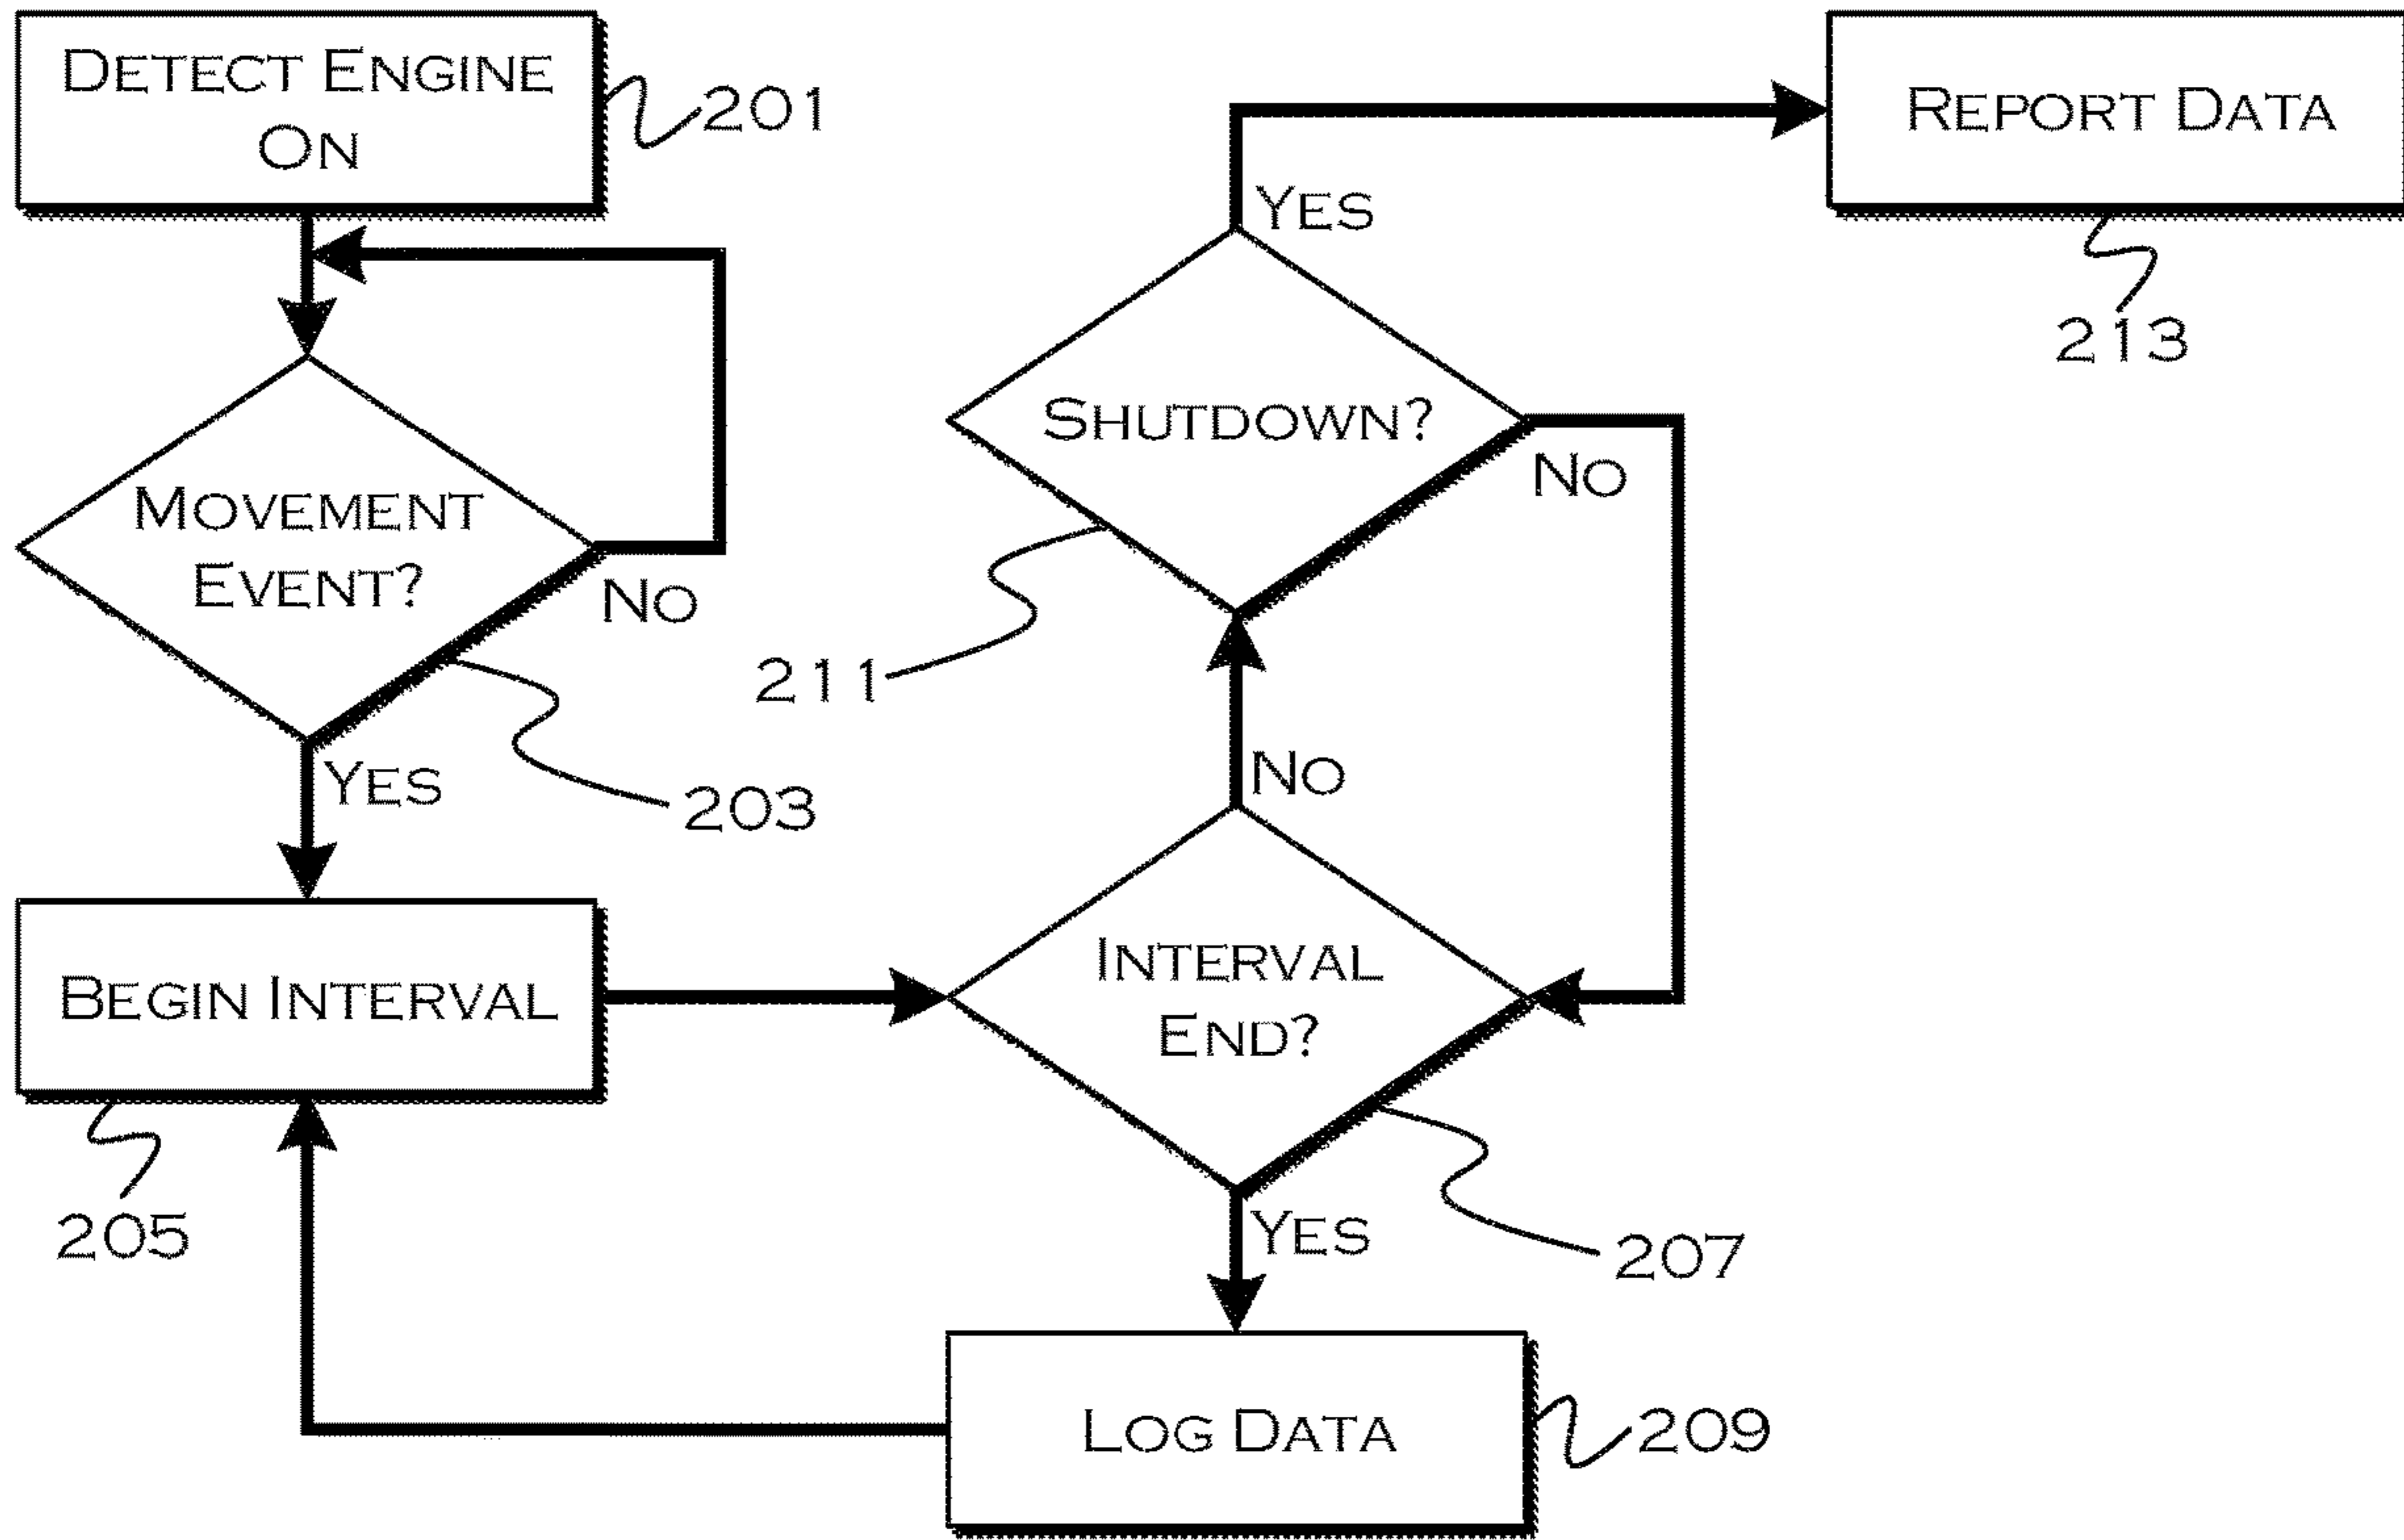 DETECT ENGINE
ON
201
MOVEMENT
EVENT?
NO
YES
203
BEGIN INTERVAL
205
INTERVAL
END?
NO
YES
207
LOG DATA
209
SHUTDOWN?
YES
NO
211
REPORT DATA
213